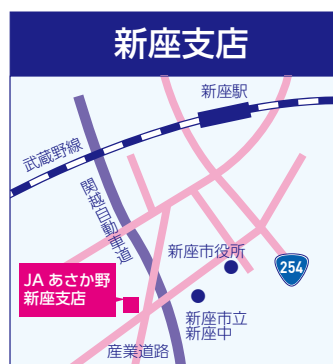 新座支店
新座駅
武蔵野線
関越自動車道
新座市役所
254
JA あさか野
新座支店
新座市立
新座中
産業道路